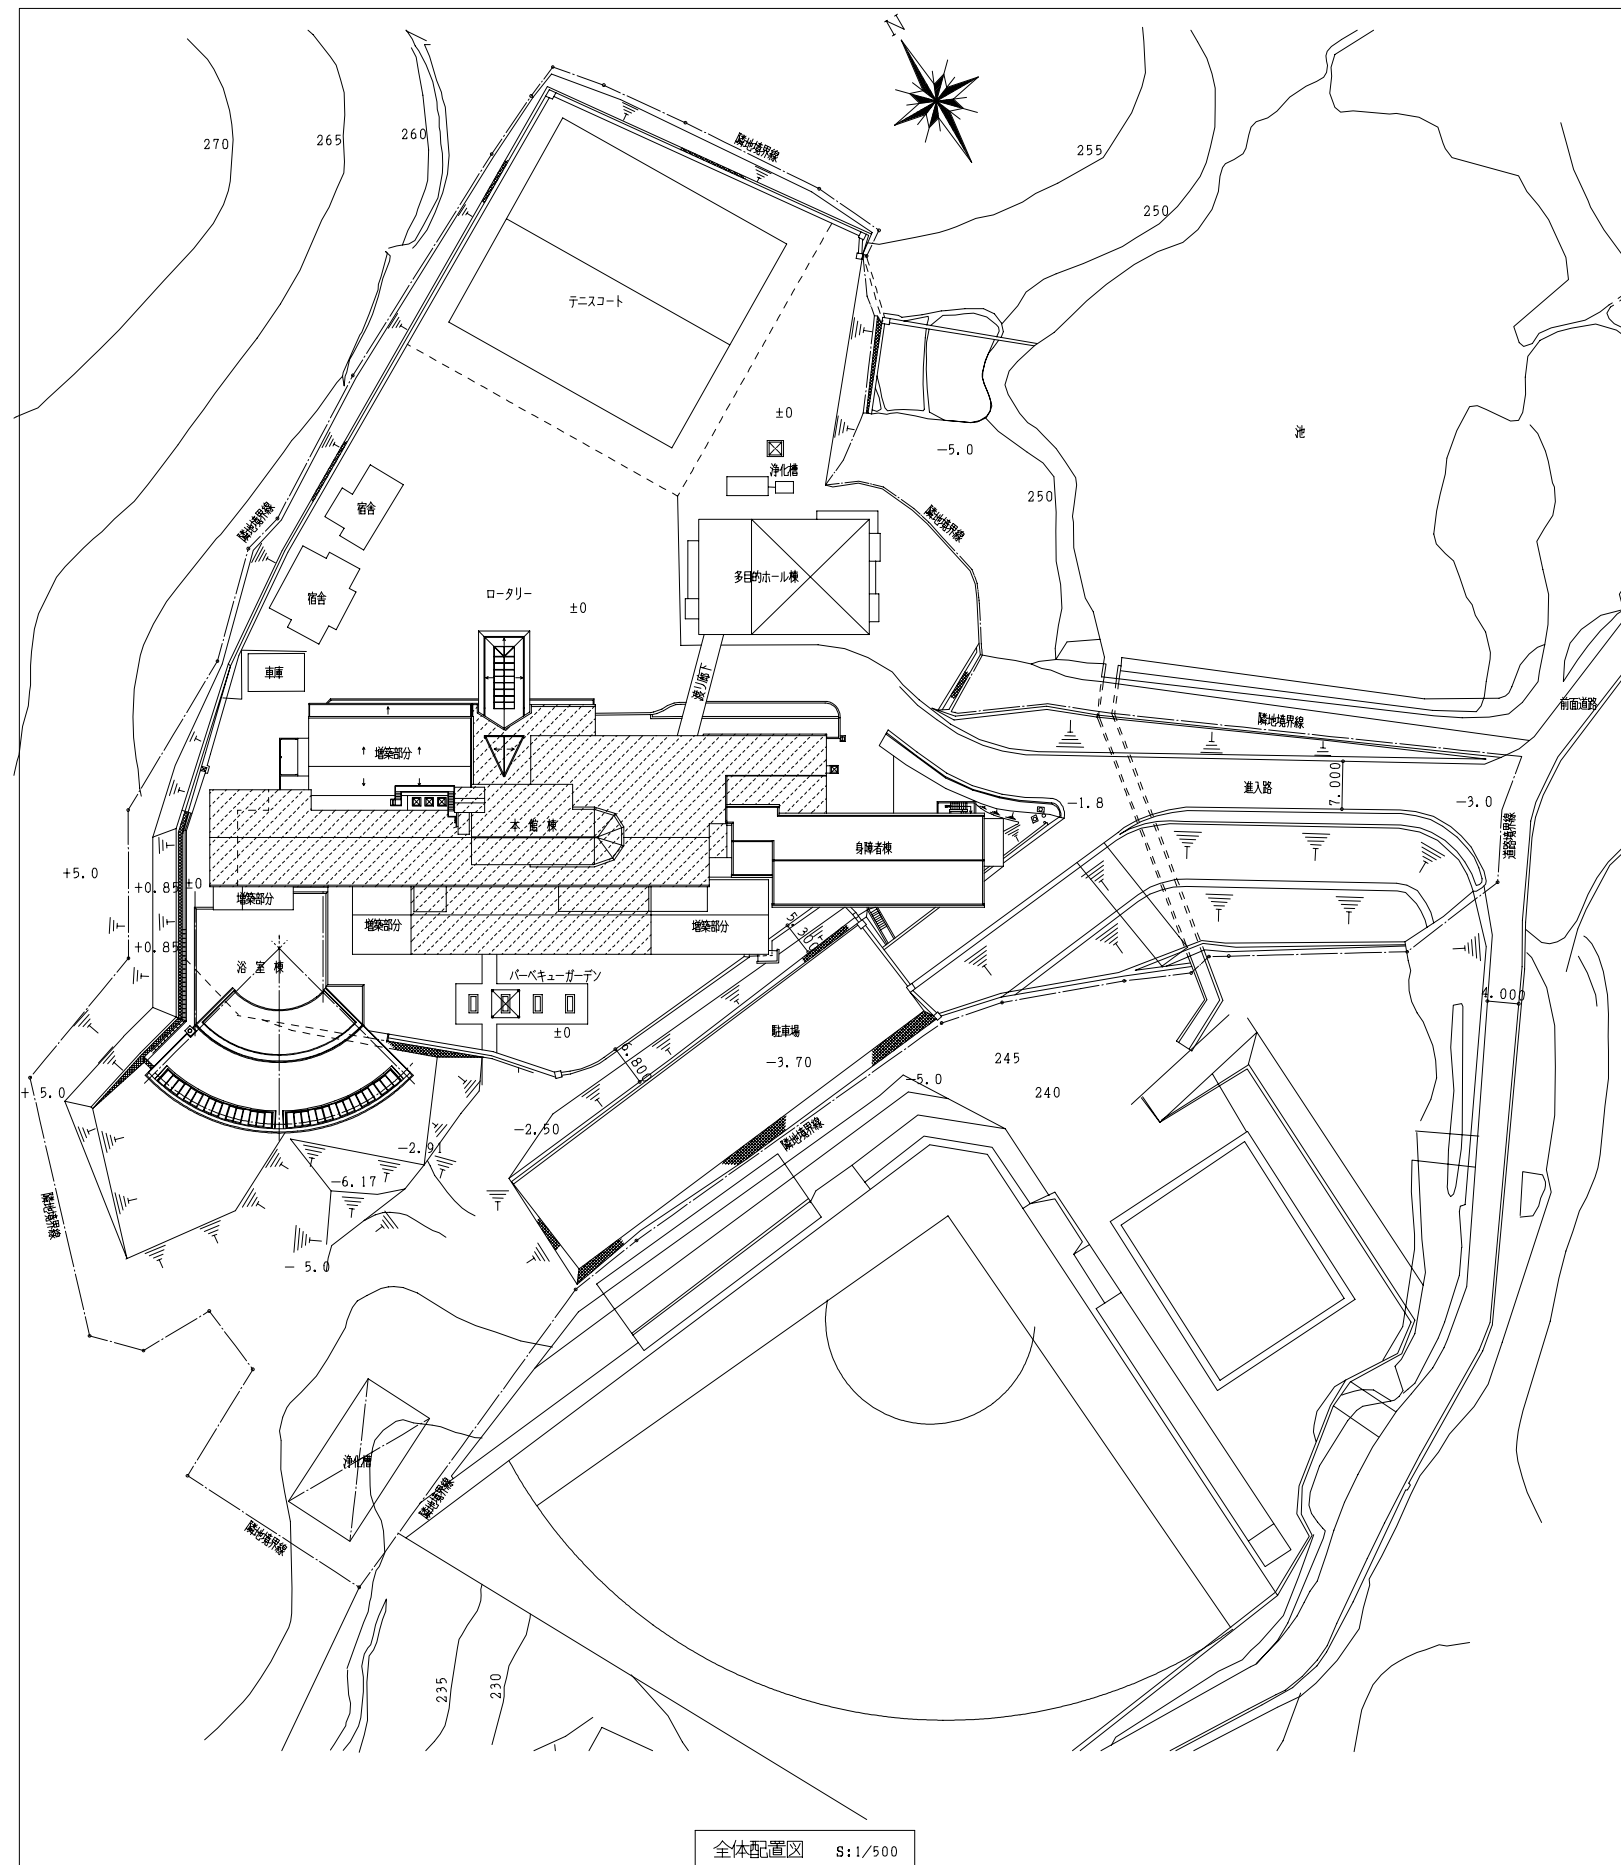 N
270
265
260
隣地境界線
255
250
テニスコート
±0
池
-5.0
浄化槽
250
隣地境界線
宿舎
隣地境界線
多目的ホール棟
宿舎
ロータリー
±0
車庫
渡り廊下
前面道路
隣地境界線
増築部分
進入路
7.000
-1.8
-3.0
本館棟
道路境界線
身障者棟
+5.0
+0.85
±0
増築部分
増築部分
増築部分
5.300
+0.85
浴室棟
バーベキューガーデン
4.000
±0
駐車場
6.800
-3.70
245
-5.0
240
+5.0
-2.50
隣地境界線
-2.91
-6.17
隣地境界線
-5.0
浄化槽
隣地境界線
隣地境界線
235
230
全体配置図 S:1/500